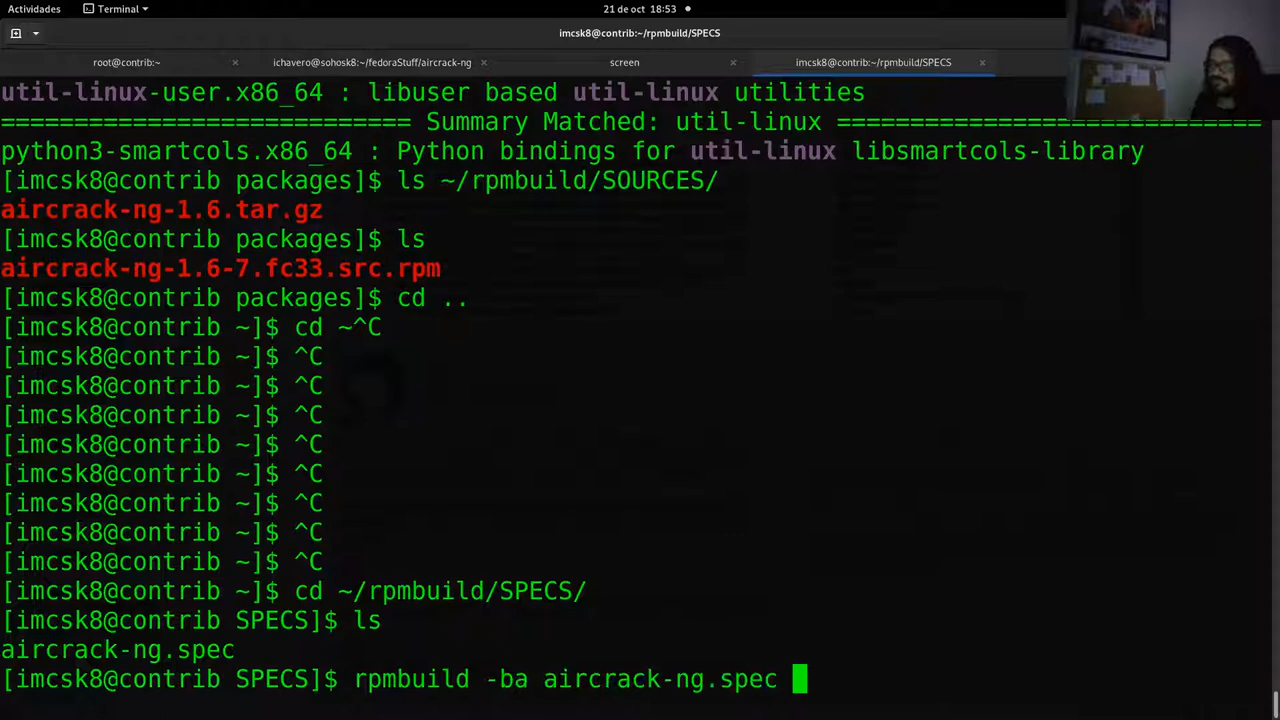 Actividades
Terminal
21 de oct 18:53
imcsk8@contrib:~/rpmbuild/SPECS
root@contrib:~
ichavero@sohosk8:~/fedoraStuff/aircrack-ng
screen
imcsk8@contrib:~/rpmbuild/SPECS
util-linux-user.x86_64 : libuser based util-linux utilities
============================ Summary Matched: util-linux =============================
python3-smartcols.x86_64 : Python bindings for util-linux libsmartcols-library
[imcsk8@contrib packages]$ ls ~/rpmbuild/SOURCES/
aircrack-ng-1.6.tar.gz
[imcsk8@contrib packages]$ ls
aircrack-ng-1.6-7.fc33.src.rpm
[imcsk8@contrib packages]$ cd ..
[imcsk8@contrib ~]$ cd ~^C
[imcsk8@contrib ~]$ ^C
[imcsk8@contrib ~]$ ^C
[imcsk8@contrib ~]$ ^C
[imcsk8@contrib ~]$ ^C
[imcsk8@contrib ~]$ ^C
[imcsk8@contrib ~]$ ^C
[imcsk8@contrib ~]$ ^C
[imcsk8@contrib ~]$ ^C
[imcsk8@contrib ~]$ cd ~/rpmbuild/SPECS/
[imcsk8@contrib SPECS]$ ls
aircrack-ng.spec
[imcsk8@contrib SPECS]$ rpmbuild -ba aircrack-ng.spec